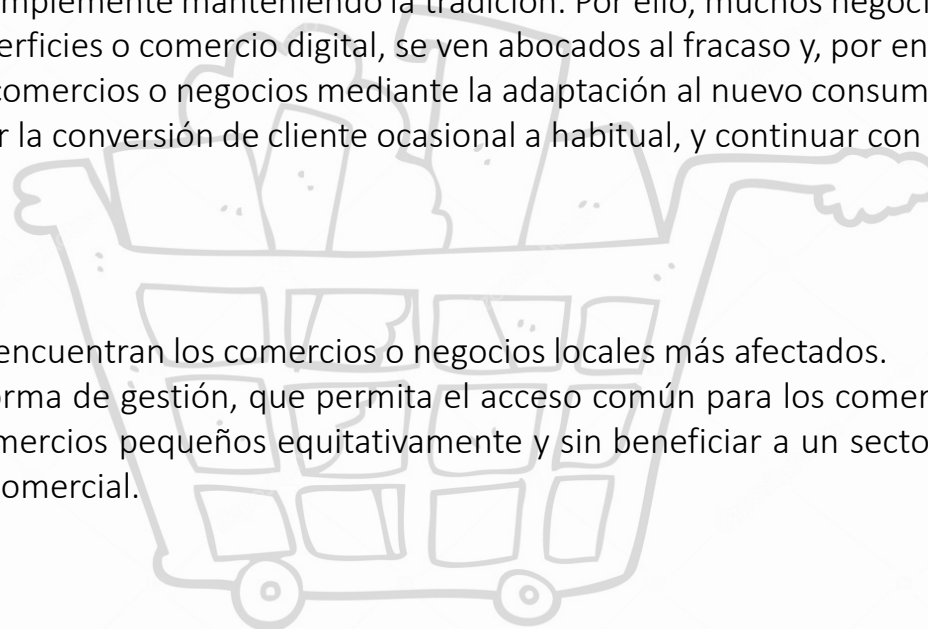 mplemente manteniendo la tradición. Por ello, muchos negoci
erficies o comercio digital, se ven abocados al fracaso y, por en
comercios o negocios mediante la adaptación al nuevo consum
r la conversión de cliente ocasional a habitual, y continuar con
encuentran los comercios o negocios locales más afectados.
orma de gestión, que permita el acceso común para los comer
mercios pequeños equitativamente y sin beneficiar a un secto
omercial.